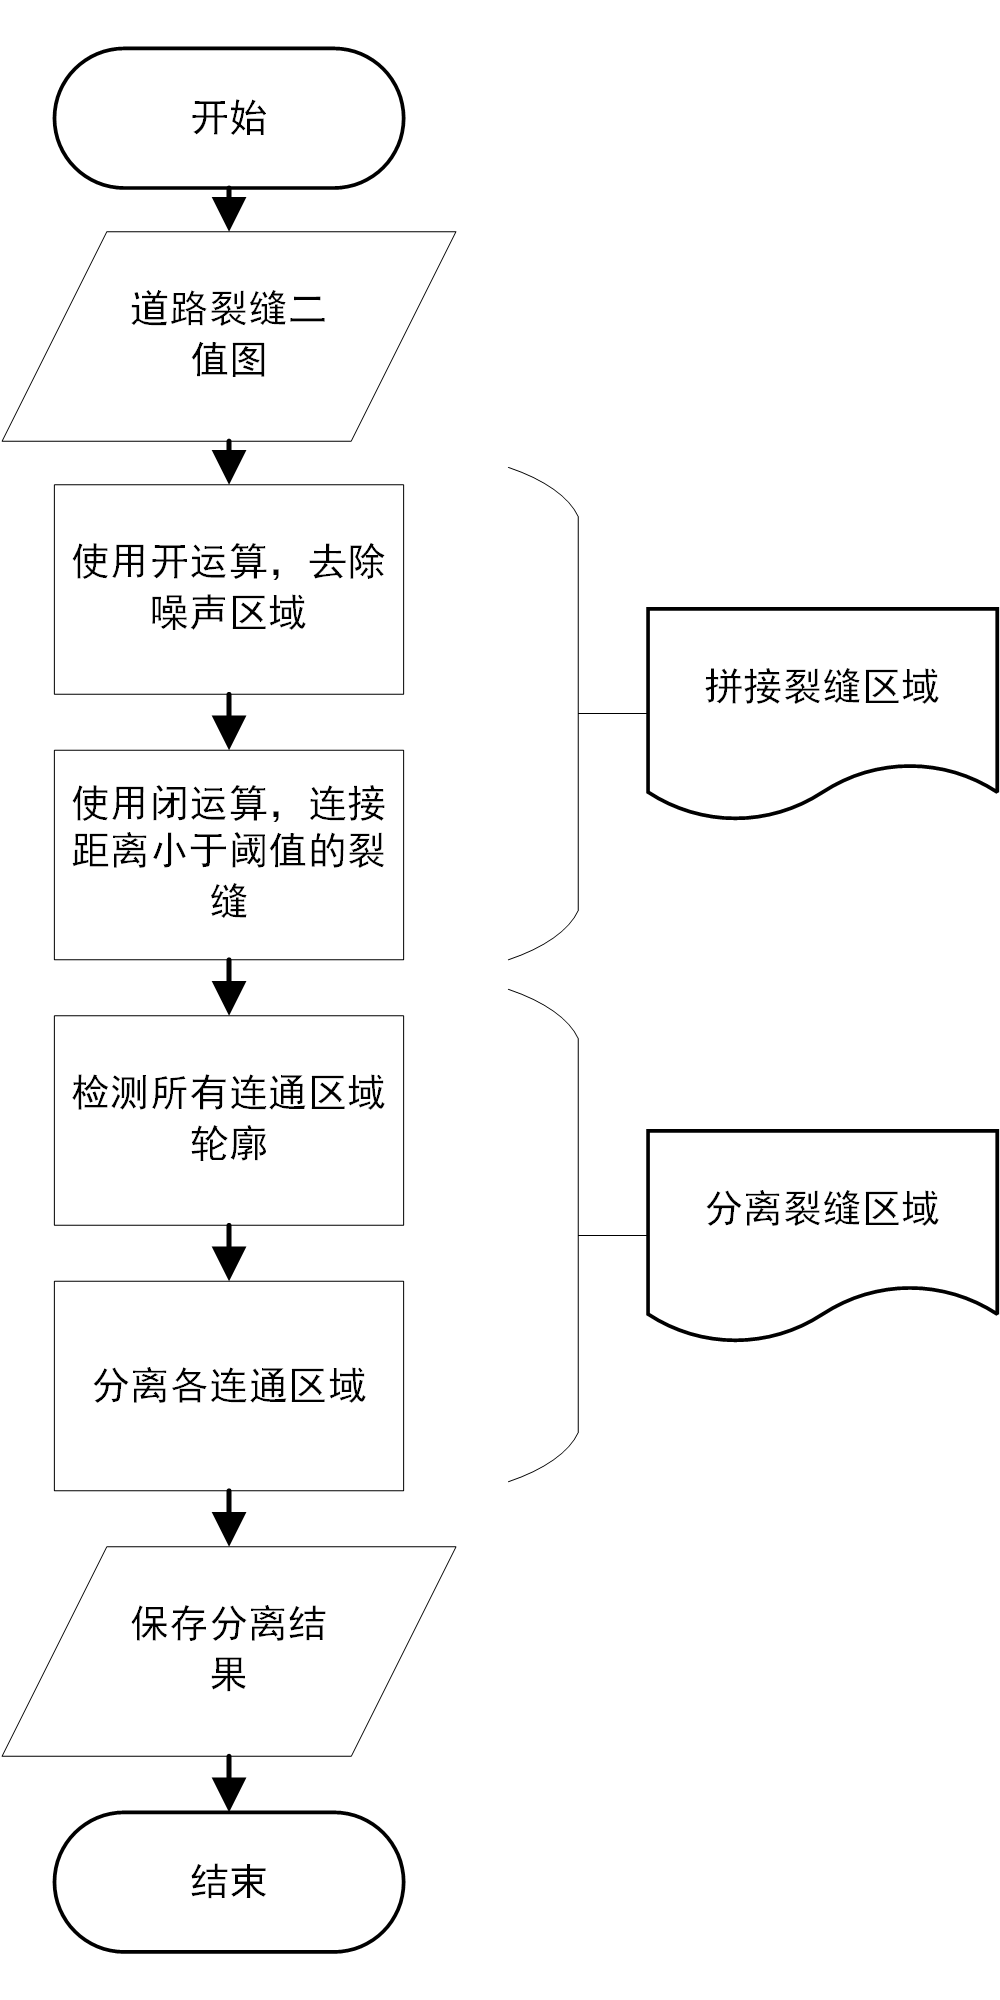 开始
道路裂缝二
值图
使用开运算，去除
噪声区域
使用闭运算，连接
距离小于阈值的裂
缝
拼接裂缝区域
检测所有连通区域
轮廓
分离各连通区域
分离裂缝区域
保存分离结
果
结束